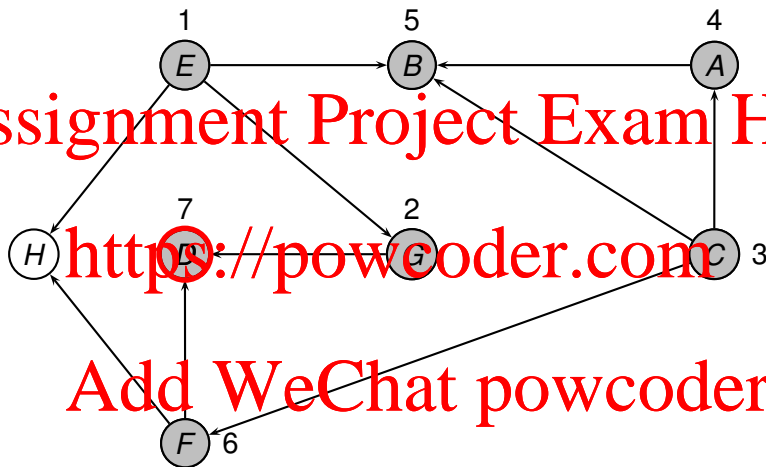 1 5 4
E B A
ssignment Project Exam H
7 2
H D G C 3
https://powcoder.com
Add WeChat powcoder
F 6